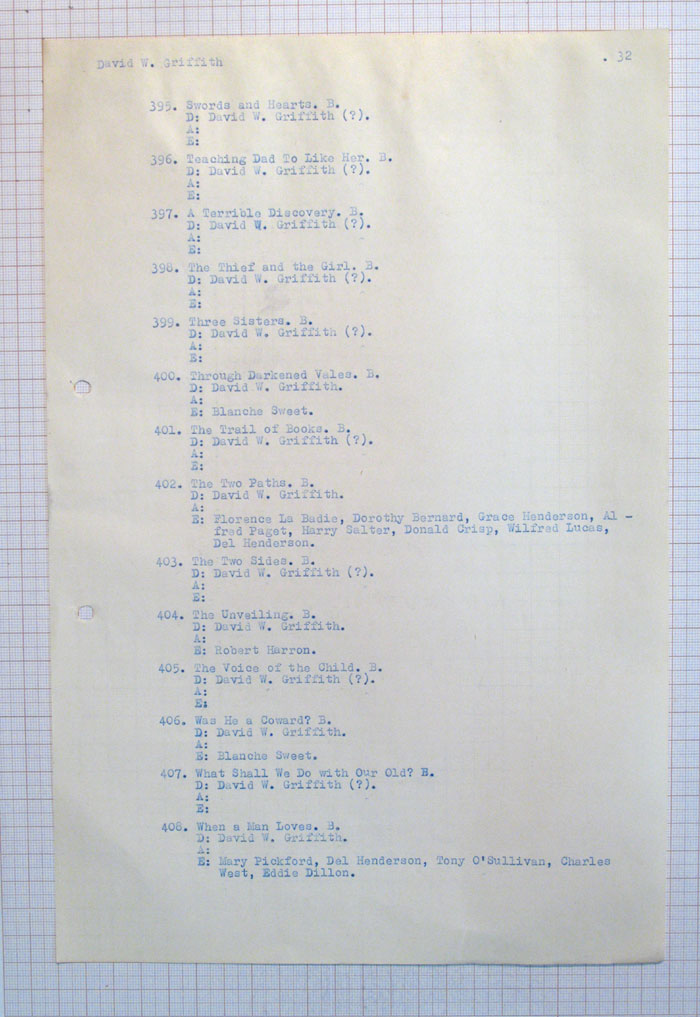 David W. Griffith . 32
395. Swords and Hearts. B.
D: David W. Griffith (?).
A:
E:
396. Teaching Dad To Like Her. B.
D: David W. Griffith (?).
A:
E:
397. A Terrible Discovery. B.
D: David W. Griffith (?).
A:
E:
398. The Thief and the Girl. B.
D: David W. Griffith (?).
A:
E:
399. Three Sisters. B.
D: David W. Griffith (?).
A:
E:
400. Through Darkened Vales. B.
D: David W. Griffith.
A:
E: Blanche Sweet.
401. The Trail of Books. B.
D: David W. Griffith (?).
A:
E:
402. The Two Paths. B.
D: David W. Griffith.
A:
E: Florence La Badie, Dorothy Bernard, Grace Henderson, Al -
fred Paget, Harry Salter, Donald Crisp, Wilfred Lucas,
Del Henderson.
403. The Two Sides. B.
D: David W. Griffith (?).
A:
E:
404. The Unveiling. B.
D: David W. Griffith.
A:
E: Robert Harron.
405. The Voice of the Child. B.
D: David W. Griffith (?).
A:
E:
406. Was He a Coward? B.
D: David W. Griffith.
A:
E: Blanche Sweet.
407. What Shall We Do with Our Old? B.
D: David W. Griffith (?).
A:
E:
408. When a Man Loves. B.
D: David W. Griffith.
A:
E: Mary Pickford, Del Henderson, Tony O'Sullivan, Charles
West, Eddie Dillon.